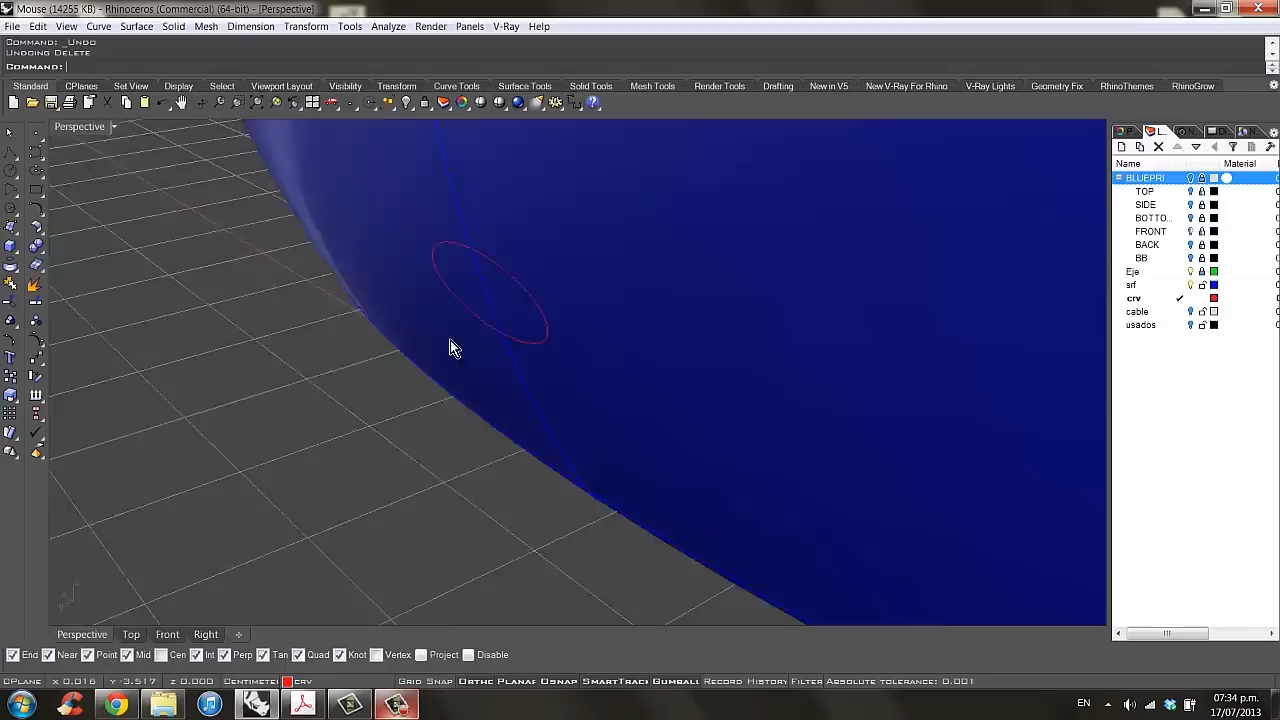 Mouse (14255 KB) - Rhinoceros (Commercial) (64-bit) - [Perspective]
File Edit View Curve Surface Solid Mesh Dimension Transform Tools Analyze Render Panels V-Ray Help
Command: _Undo
Undoing Delete
Command:
Standard CPlanes Set View Display Select Viewport Layout Visibility Transform Curve Tools Surface Tools Solid Tools Mesh Tools Render Tools Drafting New in V5 New V-Ray For Rhino V-Ray Lights Geometry Fix RhinoThemes RhinoGrow
Perspective
P... L... N... Di N...
Name Material
BLUEPRI
TOP
SIDE
BOTTO...
FRONT
BACK
BB
Eje
srf
crv
cable
usados
Perspective Top Front Right
End Near Point Mid Cen Int Perp Tan Quad Knot Vertex Project Disable
CPlane x 0.016 y -3.517 z 0.000 Centimeter crv Grid Snap Ortho Planar Osnap SmartTrac Gumball Record History Filter Absolute tolerance: 0.001
EN
07:34 p.m.
17/07/2013